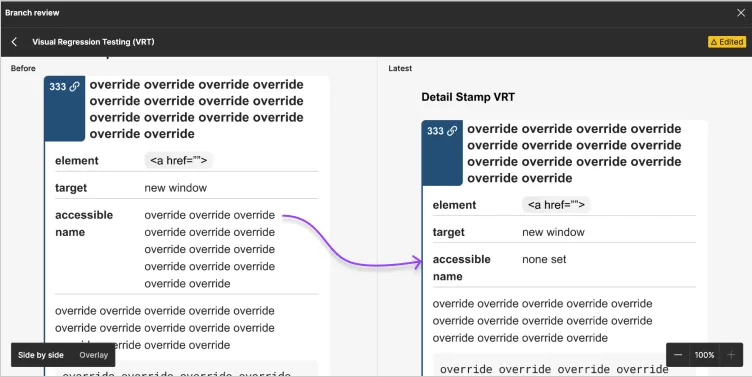 Branch review
Visual Regression Testing (VRT)
Edited
Before
333
override override override override
override override override override
override override override override
override override
element
<a href="">
target
new window
accessible
name
override override override
override override override
override override override
override override override
override override
override override override override override
override override override override override
override override override
override override override override
Side by side
Overlay
Latest
Detail Stamp VRT
333
override override override override
override override override override
override override override override
override override
element
<a href="">
target
new window
accessible
name
none set
override override override override override
override override override override override
override override override override
override override override override
100%